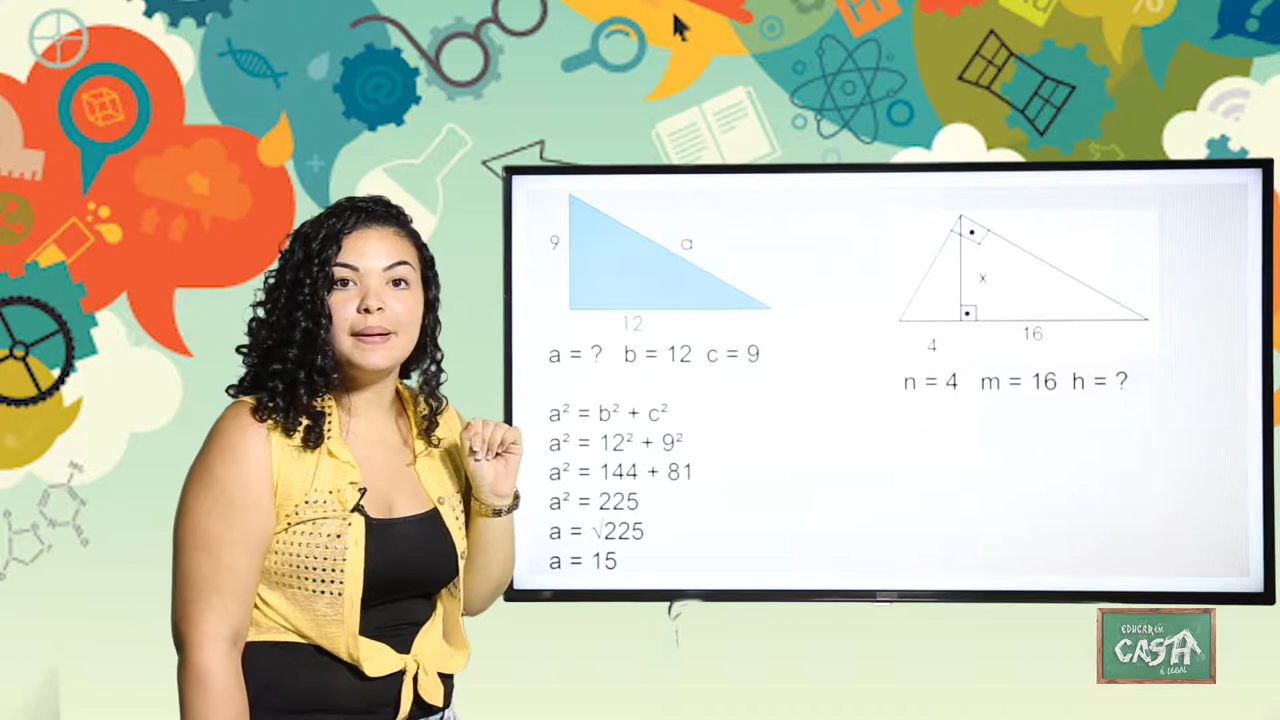 9
a
12
a = ? b = 12 c = 9
a² = b² + c²
a² = 12² + 9²
a² = 144 + 81
a² = 225
a = √225
a = 15
x
4
16
n = 4 m = 16 h = ?
EDUCAR EM
CASA
É LEGAL